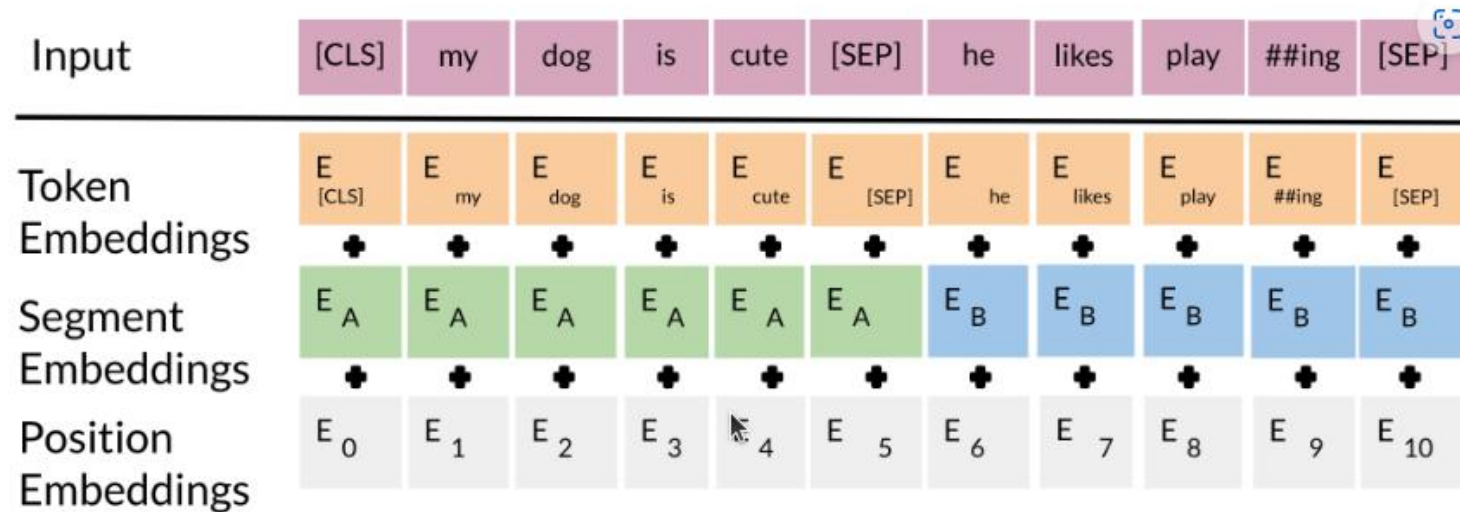 Input [CLS] my dog is cute [SEP] he likes play ##ing [SEP]
Token Embeddings
E [CLS] E my E dog E is E cute E [SEP] E he E likes E play E ##ing E [SEP]
Segment Embeddings
E A E A E A E A E A E A E B E B E B E B E B
Position Embeddings
E 0 E 1 E 2 E 3 E 4 E 5 E 6 E 7 E 8 E 9 E 10